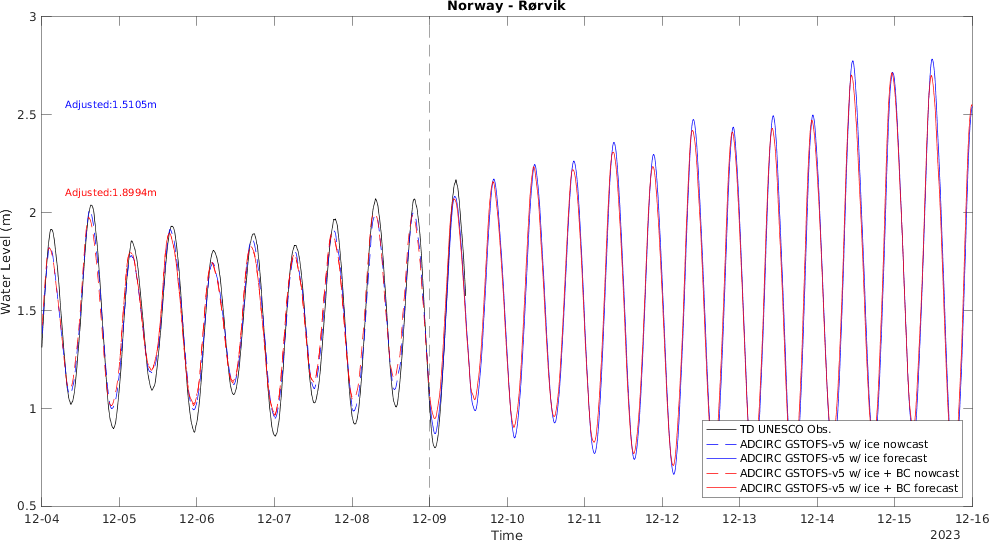 Norway - Rørvik
3
2.5
2
1.5
1
0.5
Water Level (m)
Adjusted:1.5105m
Adjusted:1.8994m
TD UNESCO Obs.
ADCIRC GSTOFS-v5 w/ ice nowcast
ADCIRC GSTOFS-v5 w/ ice forecast
ADCIRC GSTOFS-v5 w/ ice + BC nowcast
ADCIRC GSTOFS-v5 w/ ice + BC forecast
12-04 12-05 12-06 12-07 12-08 12-09 12-10 12-11 12-12 12-13 12-14 12-15 12-16
Time
2023